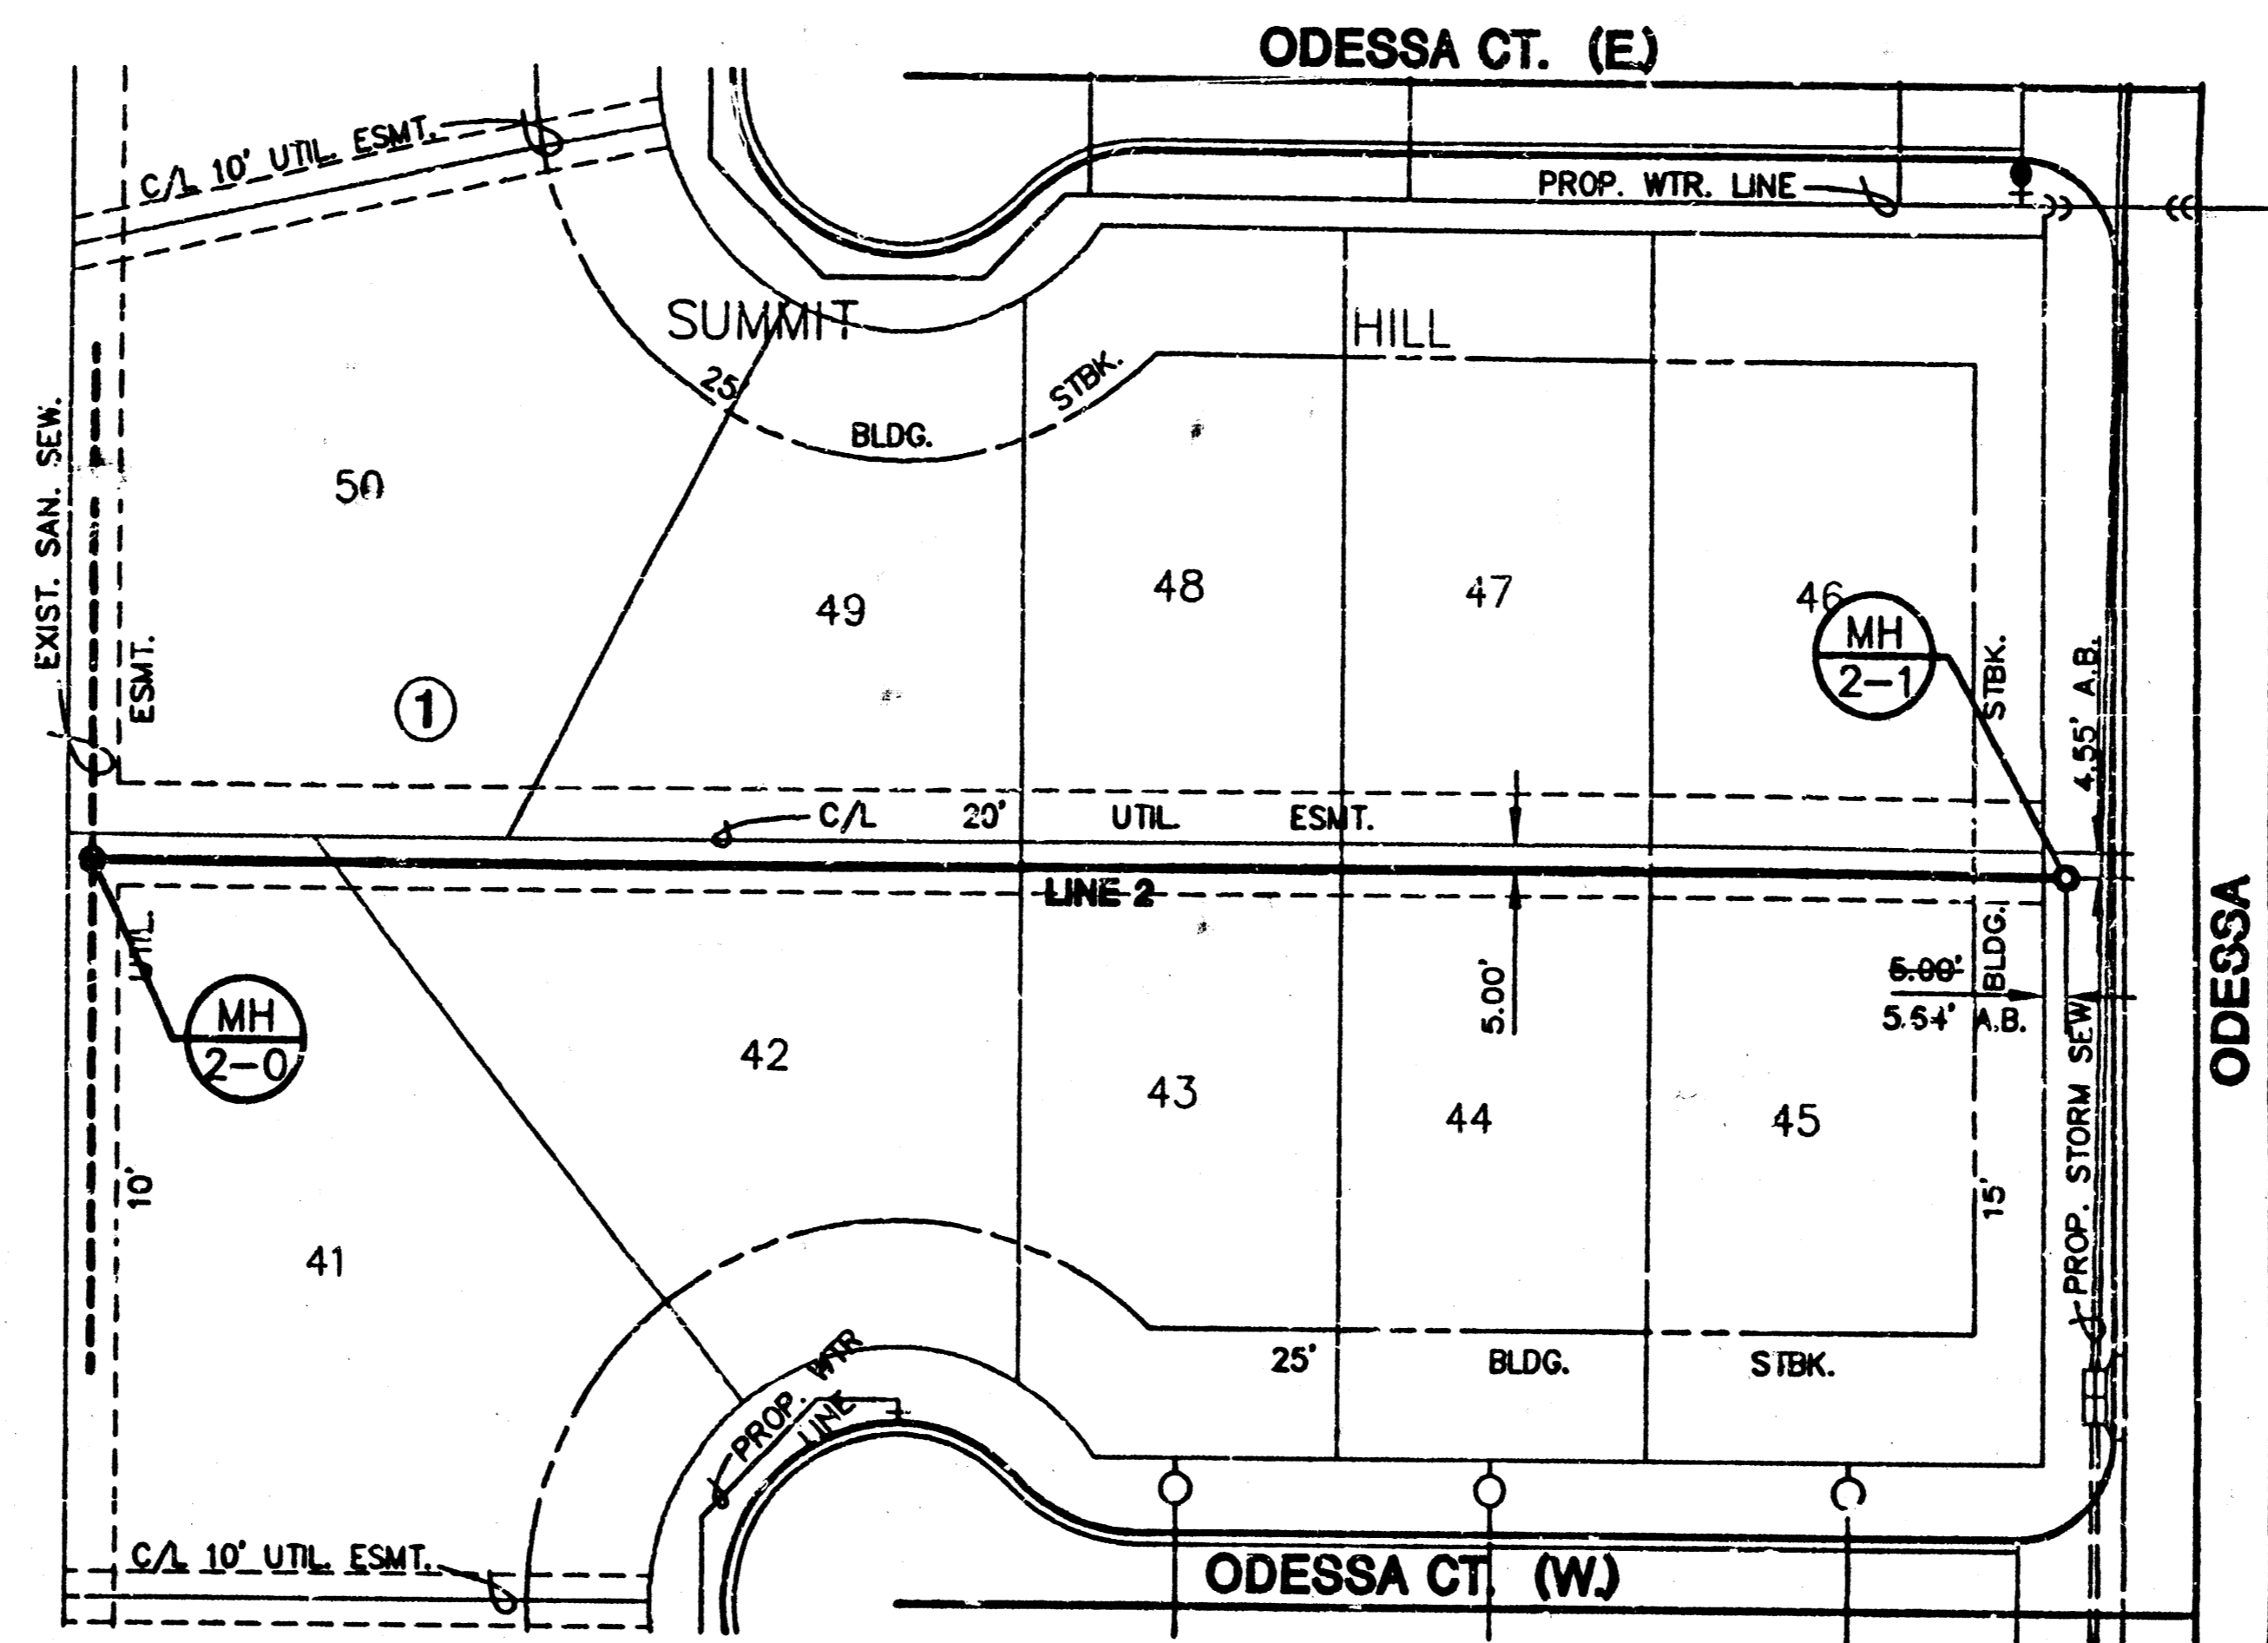 ODESSA CT. (E.)
C/L 10' UTIL. ESMT.
PROP. WTR. LINE
SUMMIT HILL
25'
BLDG.
STBK.
EXIST. SAN. SEW.
50
49
48
47
46
ESMT.
1
MH
2-1
STBK.
4.55' A.B.
C/L 20' UTIL. ESMT.
LINE 2
UTIL.
MH
2-0
5.00'
5.00'
5.54' A.B.
BLDG.
ODESSA
10'
42
43
44
45
41
15'
PROP. STORM SEW
PROP. WTR
LINE
25' BLDG. STBK.
C/L 10' UTIL. ESMT.
ODESSA CT. (W.)